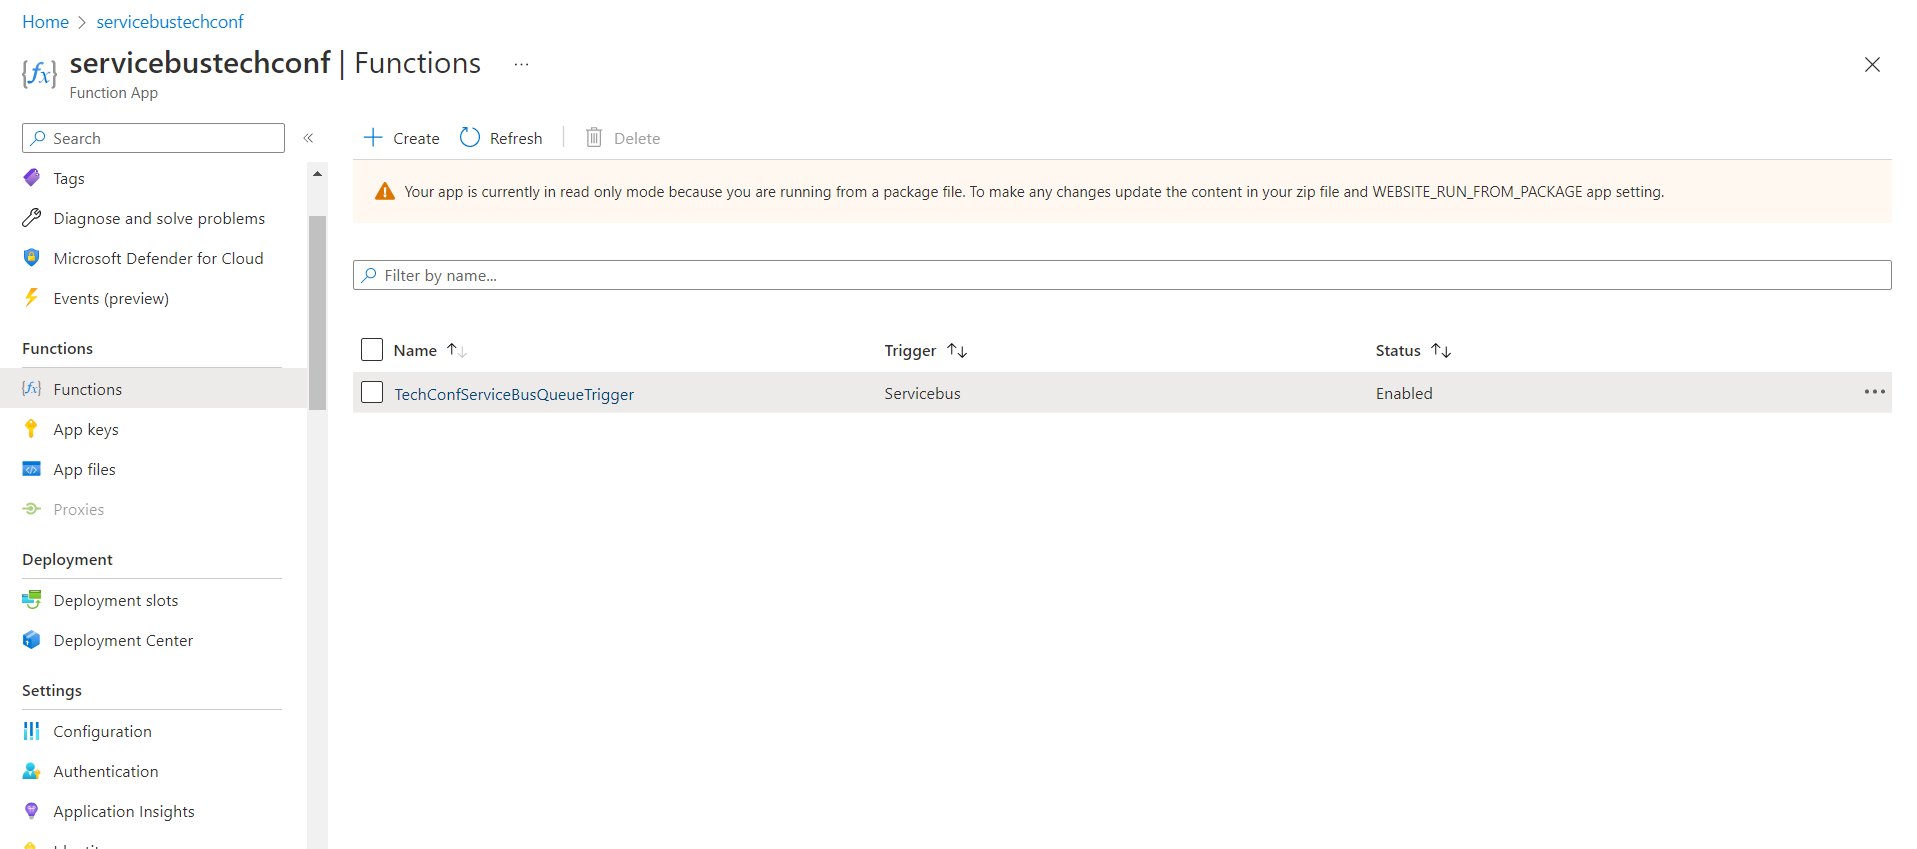 Home > servicebustechconf
servicebustechconf | Functions ...
Function App
Search
«
Tags
Diagnose and solve problems
Microsoft Defender for Cloud
Events (preview)
Functions
Functions
App keys
App files
Proxies
Deployment
Deployment slots
Deployment Center
Settings
Configuration
Authentication
Application Insights
Create Refresh Delete
Your app is currently in read only mode because you are running from a package file. To make any changes update the content in your zip file and WEBSITE_RUN_FROM_PACKAGE app setting.
Filter by name...
Name Trigger Status
TechConfServiceBusQueueTrigger Servicebus Enabled